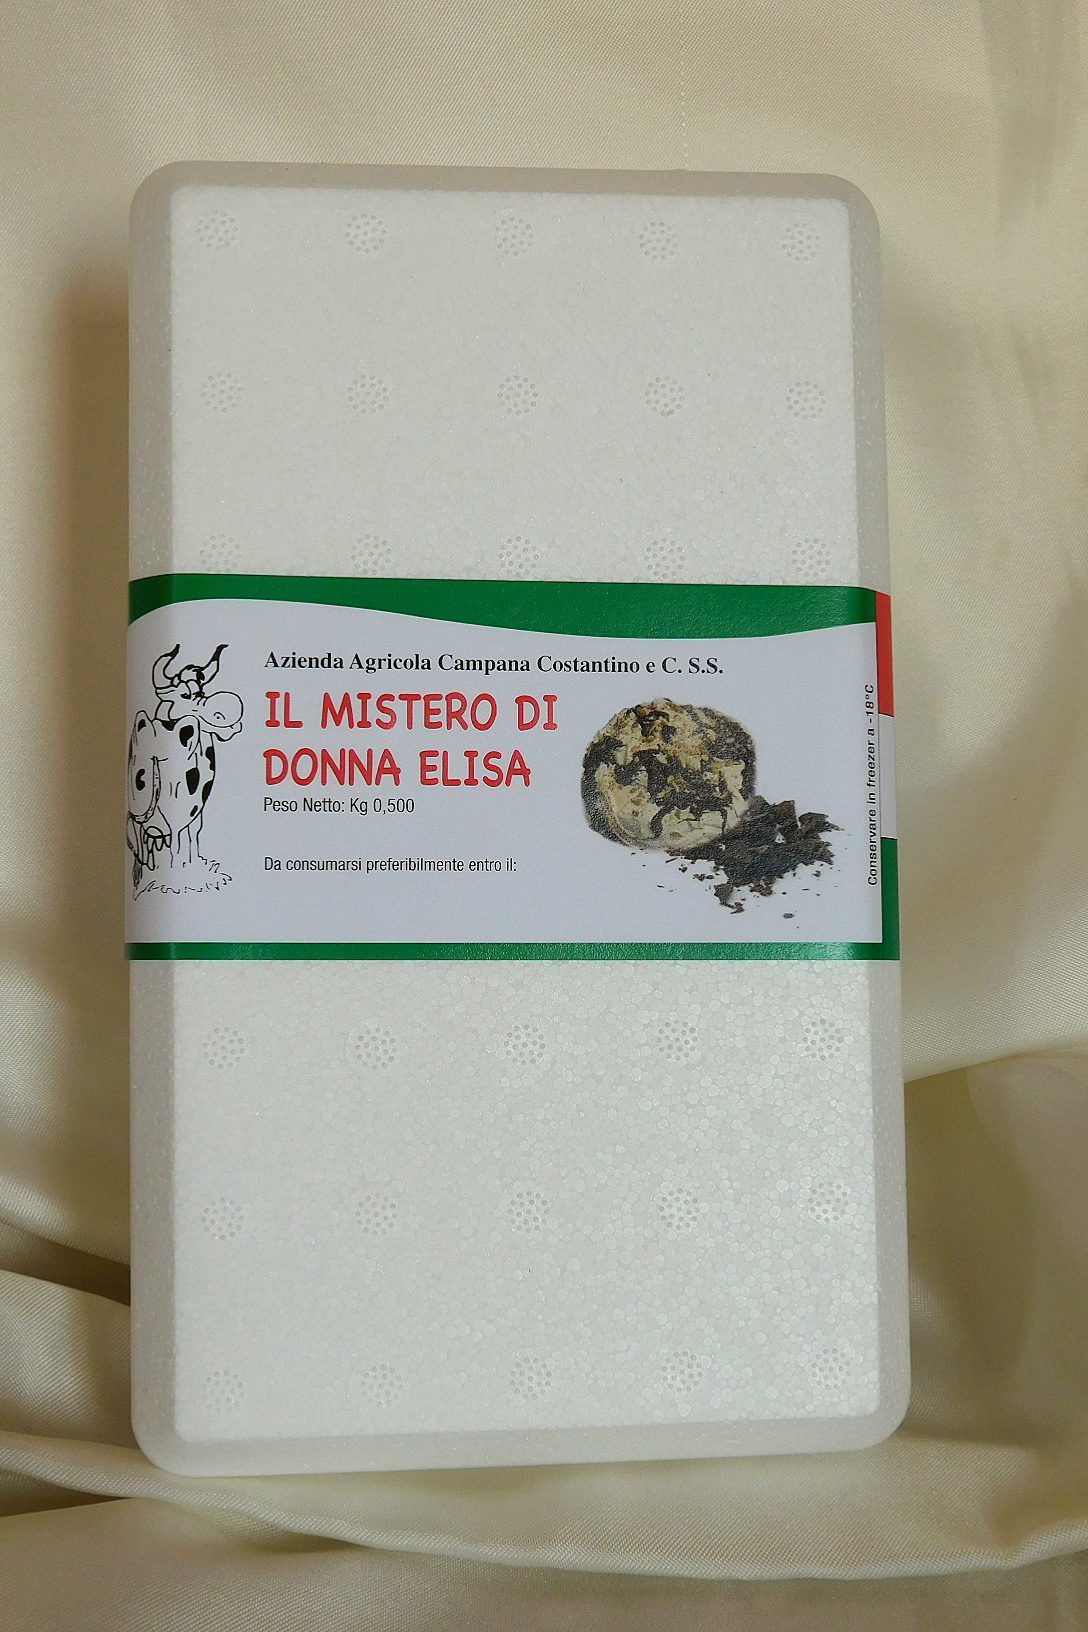 Azienda Agricola Campana Costantino e C. S.S.
IL MISTERO DI
DONNA ELISA
Peso Netto: Kg 0,500
Da consumarsi preferibilmente entro il:
Conservare in freezer a -18°C